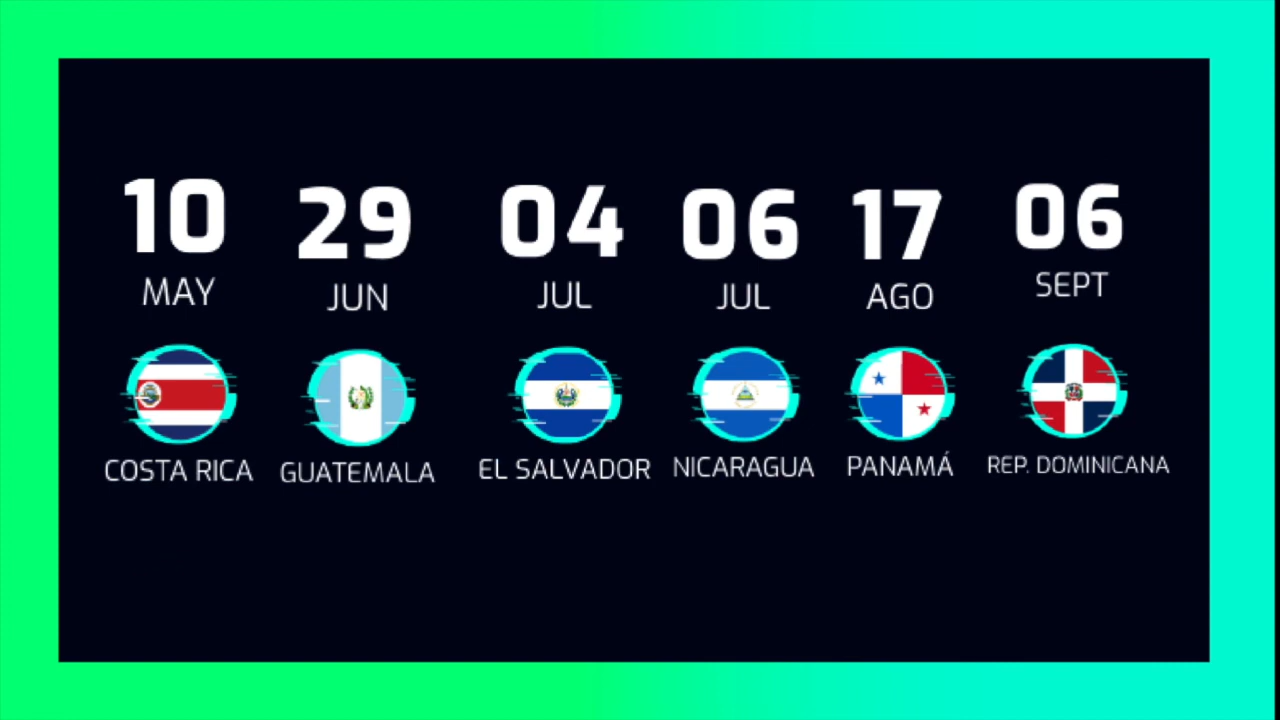 10 29 04 06 17 06
MAY JUN JUL JUL AGO SEPT
COSTA RICA GUATEMALA EL SALVADOR NICARAGUA PANAMÁ REP. DOMINICANA